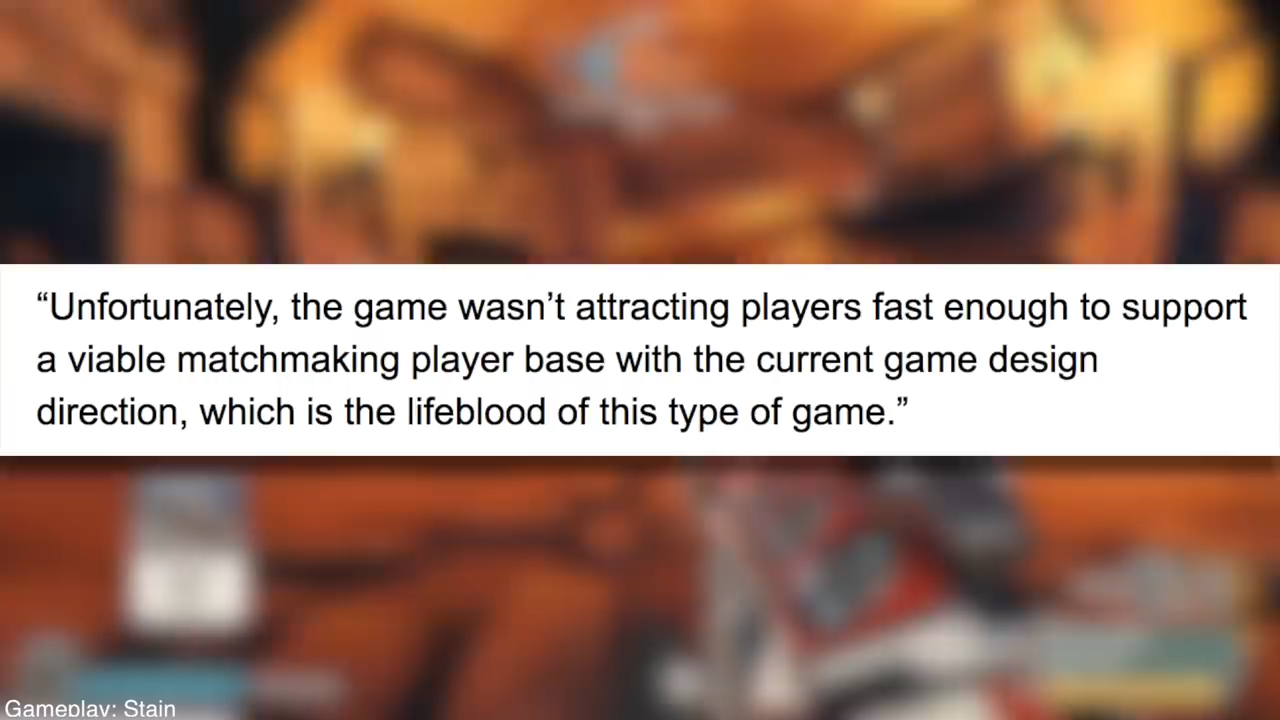 “Unfortunately, the game wasn’t attracting players fast enough to support
a viable matchmaking player base with the current game design
direction, which is the lifeblood of this type of game.”
Gameplay: Stain